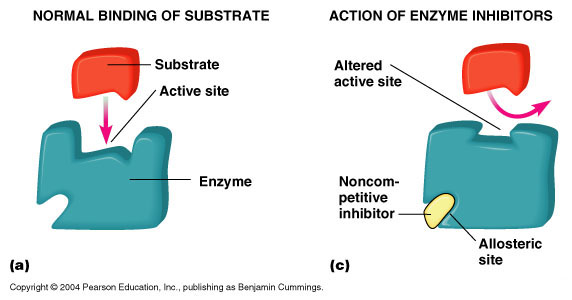 NORMAL BINDING OF SUBSTRATE
Substrate
Active site
Enzyme
(a)
ACTION OF ENZYME INHIBITORS
Altered
active site
Noncom-
petitive
inhibitor
Allosteric
site
(c)
Copyright © 2004 Pearson Education, Inc., publishing as Benjamin Cummings.